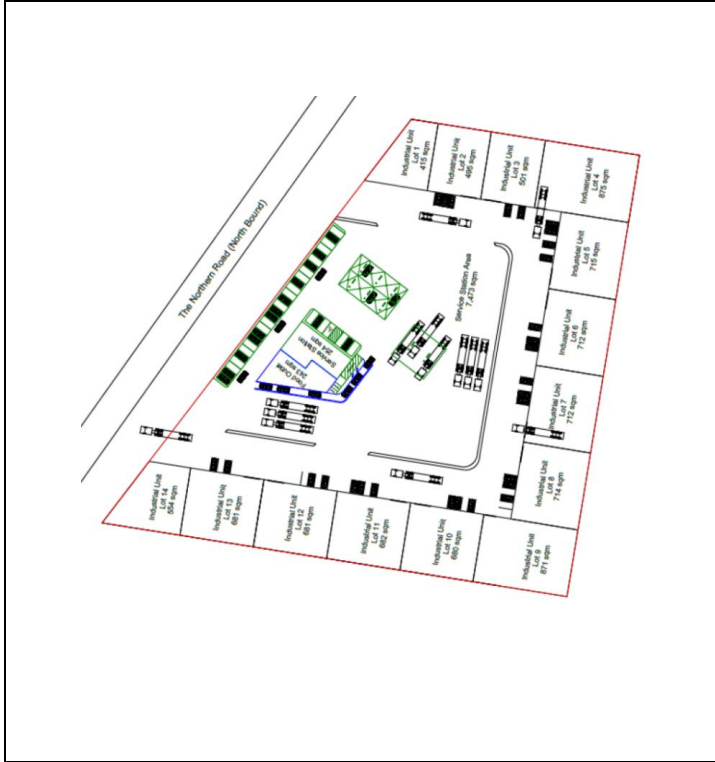 The Northern Road (North Bound)
Industrial Unit
Lot 1
415 sqm
Industrial Unit
Lot 2
495 sqm
Industrial Unit
Lot 3
501 sqm
Industrial Unit
Lot 4
875 sqm
Industrial Unit
Lot 5
715 sqm
Industrial Unit
Lot 6
712 sqm
Industrial Unit
Lot 7
712 sqm
Industrial Unit
Lot 8
714 sqm
Industrial Unit
Lot 9
871 sqm
Industrial Unit
Lot 10
680 sqm
Industrial Unit
Lot 11
682 sqm
Industrial Unit
Lot 12
681 sqm
Industrial Unit
Lot 13
681 sqm
Industrial Unit
Lot 14
Service Station Area
7,473 sqm
Service Station
264 sqm
Food Outlet
243 sqm